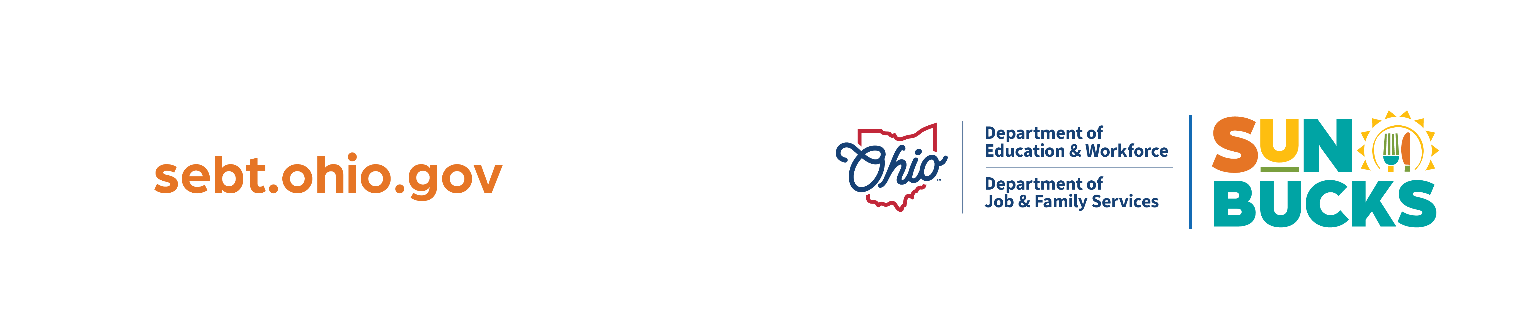 sebt.ohio.gov
Ohio
Department of
Education & Workforce
Department of
Job & Family Services
SUN
BUCKS